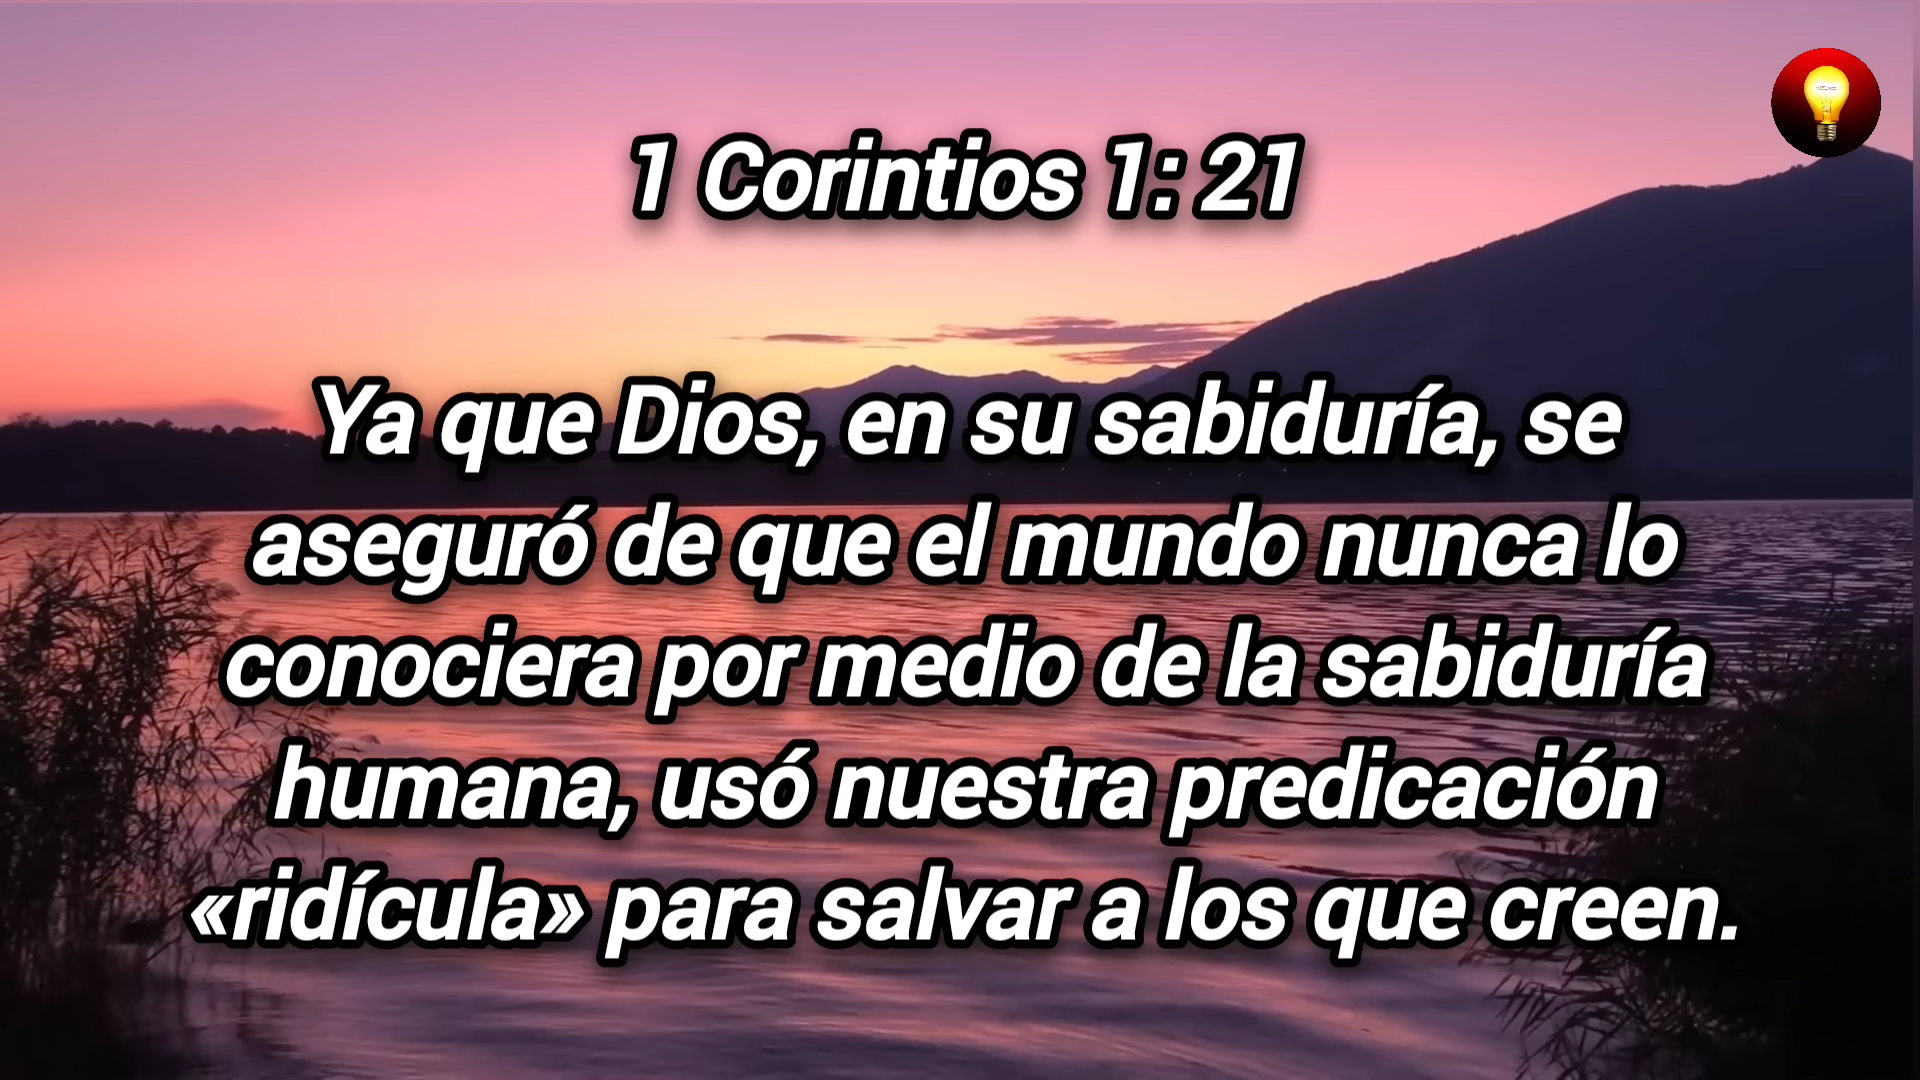 1 Corintios 1: 21
Ya que Dios, en su sabiduría, se
aseguró de que el mundo nunca lo
conociera por medio de la sabiduría
humana, usó nuestra predicación
«ridícula» para salvar a los que creen.